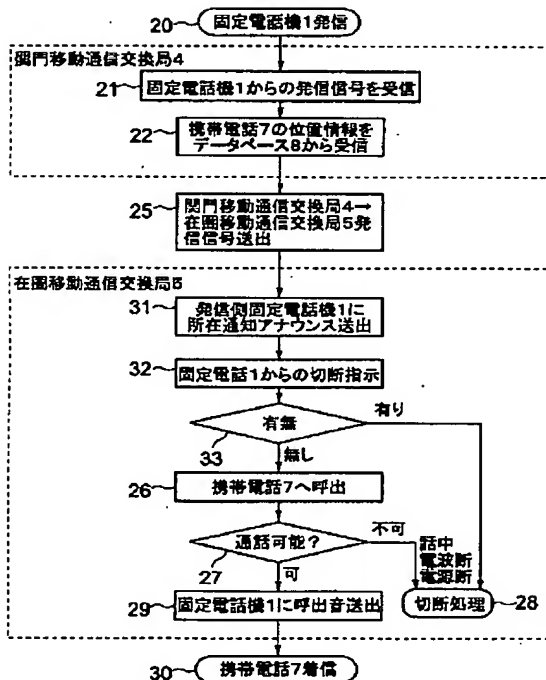 20
固定電話機1発信
関門移動通信交換局4
21
固定電話機1からの発信信号を受信
22
携帯電話7の位置情報を
データベース8から受信
25
関門移動通信交換局4→
在圏移動通信交換局5発
信信号送出
在圏移動通信交換局5
31
発信側固定電話機1に
所在通知アナウンス送出
32
固定電話1からの切断指示
有無
有り
33
無し
26
携帯電話7へ呼出
通話可能?
不可
話中
電波断
電源断
27
可
切断処理
28
29
固定電話機1に呼出音送出
30
携帯電話7着信